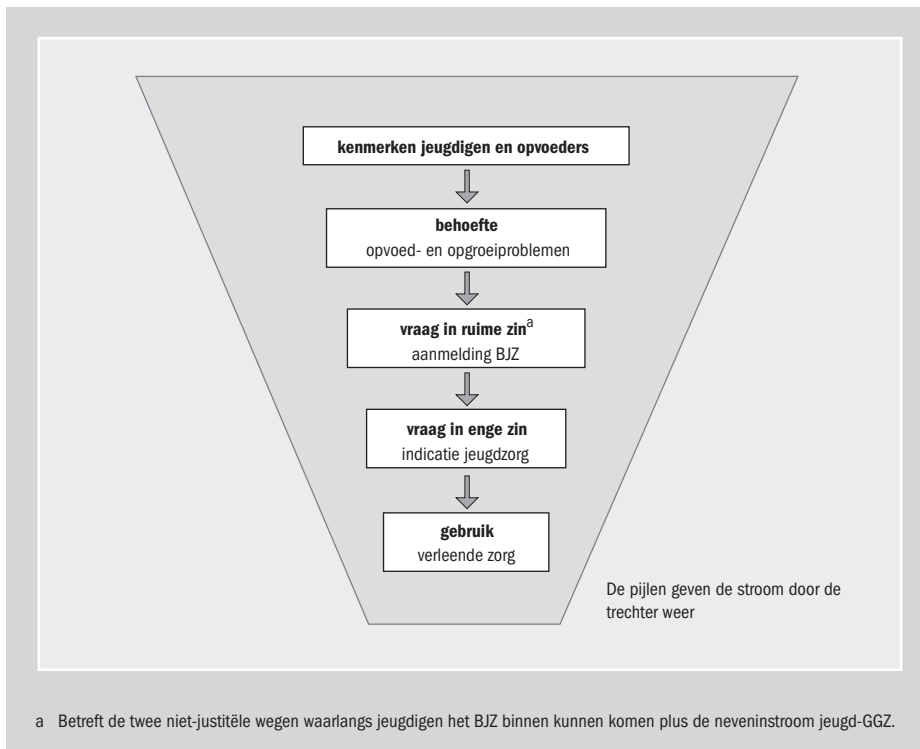 kenmerken jeugdigen en opvoeders
behoefte
opvoed- en opgroeiproblemen
vraag in ruime zin^a
aanmelding BJZ
vraag in enge zin
indicatie jeugdzorg
gebruik
verleende zorg
De pijlen geven de stroom door de
trechter weer
a Betreft de twee niet-justitële wegen waarlangs jeugdigen het BJZ binnen kunnen komen plus de neveninstroom jeugd-GGZ.